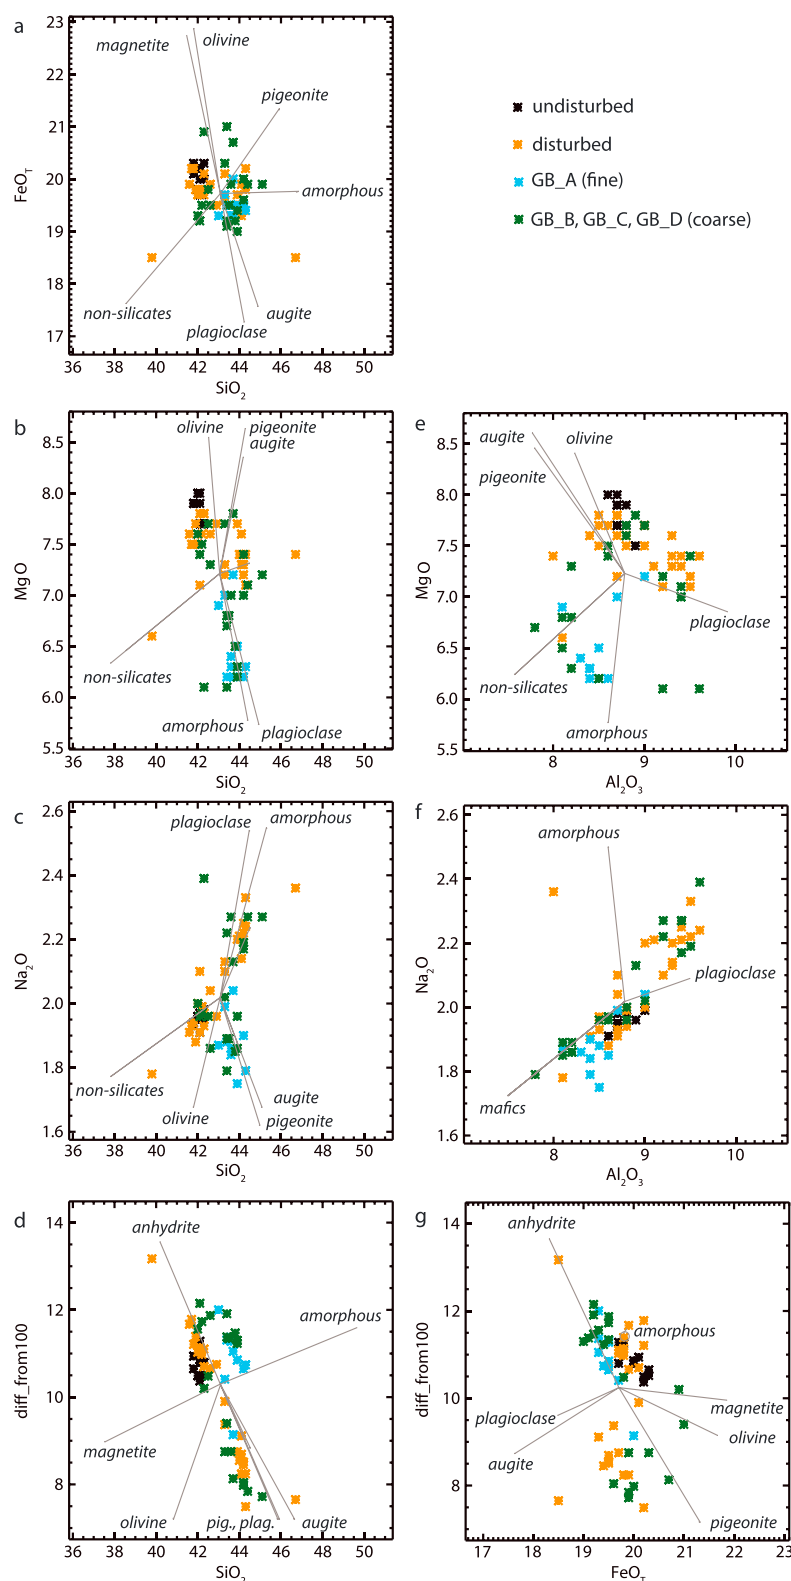 a
23
22
21
20
19
18
17
FeO_T
magnetite
olivine
pigeonite
amorphous
non-silicates
augite
plagioclase
36 38 40 42 44 46 48 50
SiO₂
undisturbed
disturbed
GB_A (fine)
GB_B, GB_C, GB_D (coarse)
b
8.5
8.0
7.5
7.0
6.5
6.0
5.5
MgO
olivine
pigeonite
augite
non-silicates
amorphous
plagioclase
36 38 40 42 44 46 48 50
SiO₂
e
8.5
8.0
7.5
7.0
6.5
6.0
5.5
MgO
augite
olivine
pigeonite
plagioclase
non-silicates
amorphous
8 9 10
Al₂O₃
c
2.6
2.4
2.2
2.0
1.8
1.6
Na₂O
plagioclase
amorphous
non-silicates
olivine
augite
pigeonite
36 38 40 42 44 46 48 50
SiO₂
f
2.6
2.4
2.2
2.0
1.8
1.6
Na₂O
amorphous
plagioclase
mafics
8 9 10
Al₂O₃
d
14
12
10
8
diff_from100
anhydrite
amorphous
magnetite
olivine
pig., plag.
augite
36 38 40 42 44 46 48 50
SiO₂
g
14
12
10
8
diff_from100
anhydrite
amorphous
plagioclase
magnetite
augite
olivine
pigeonite
17 18 19 20 21 22 23
FeO_T